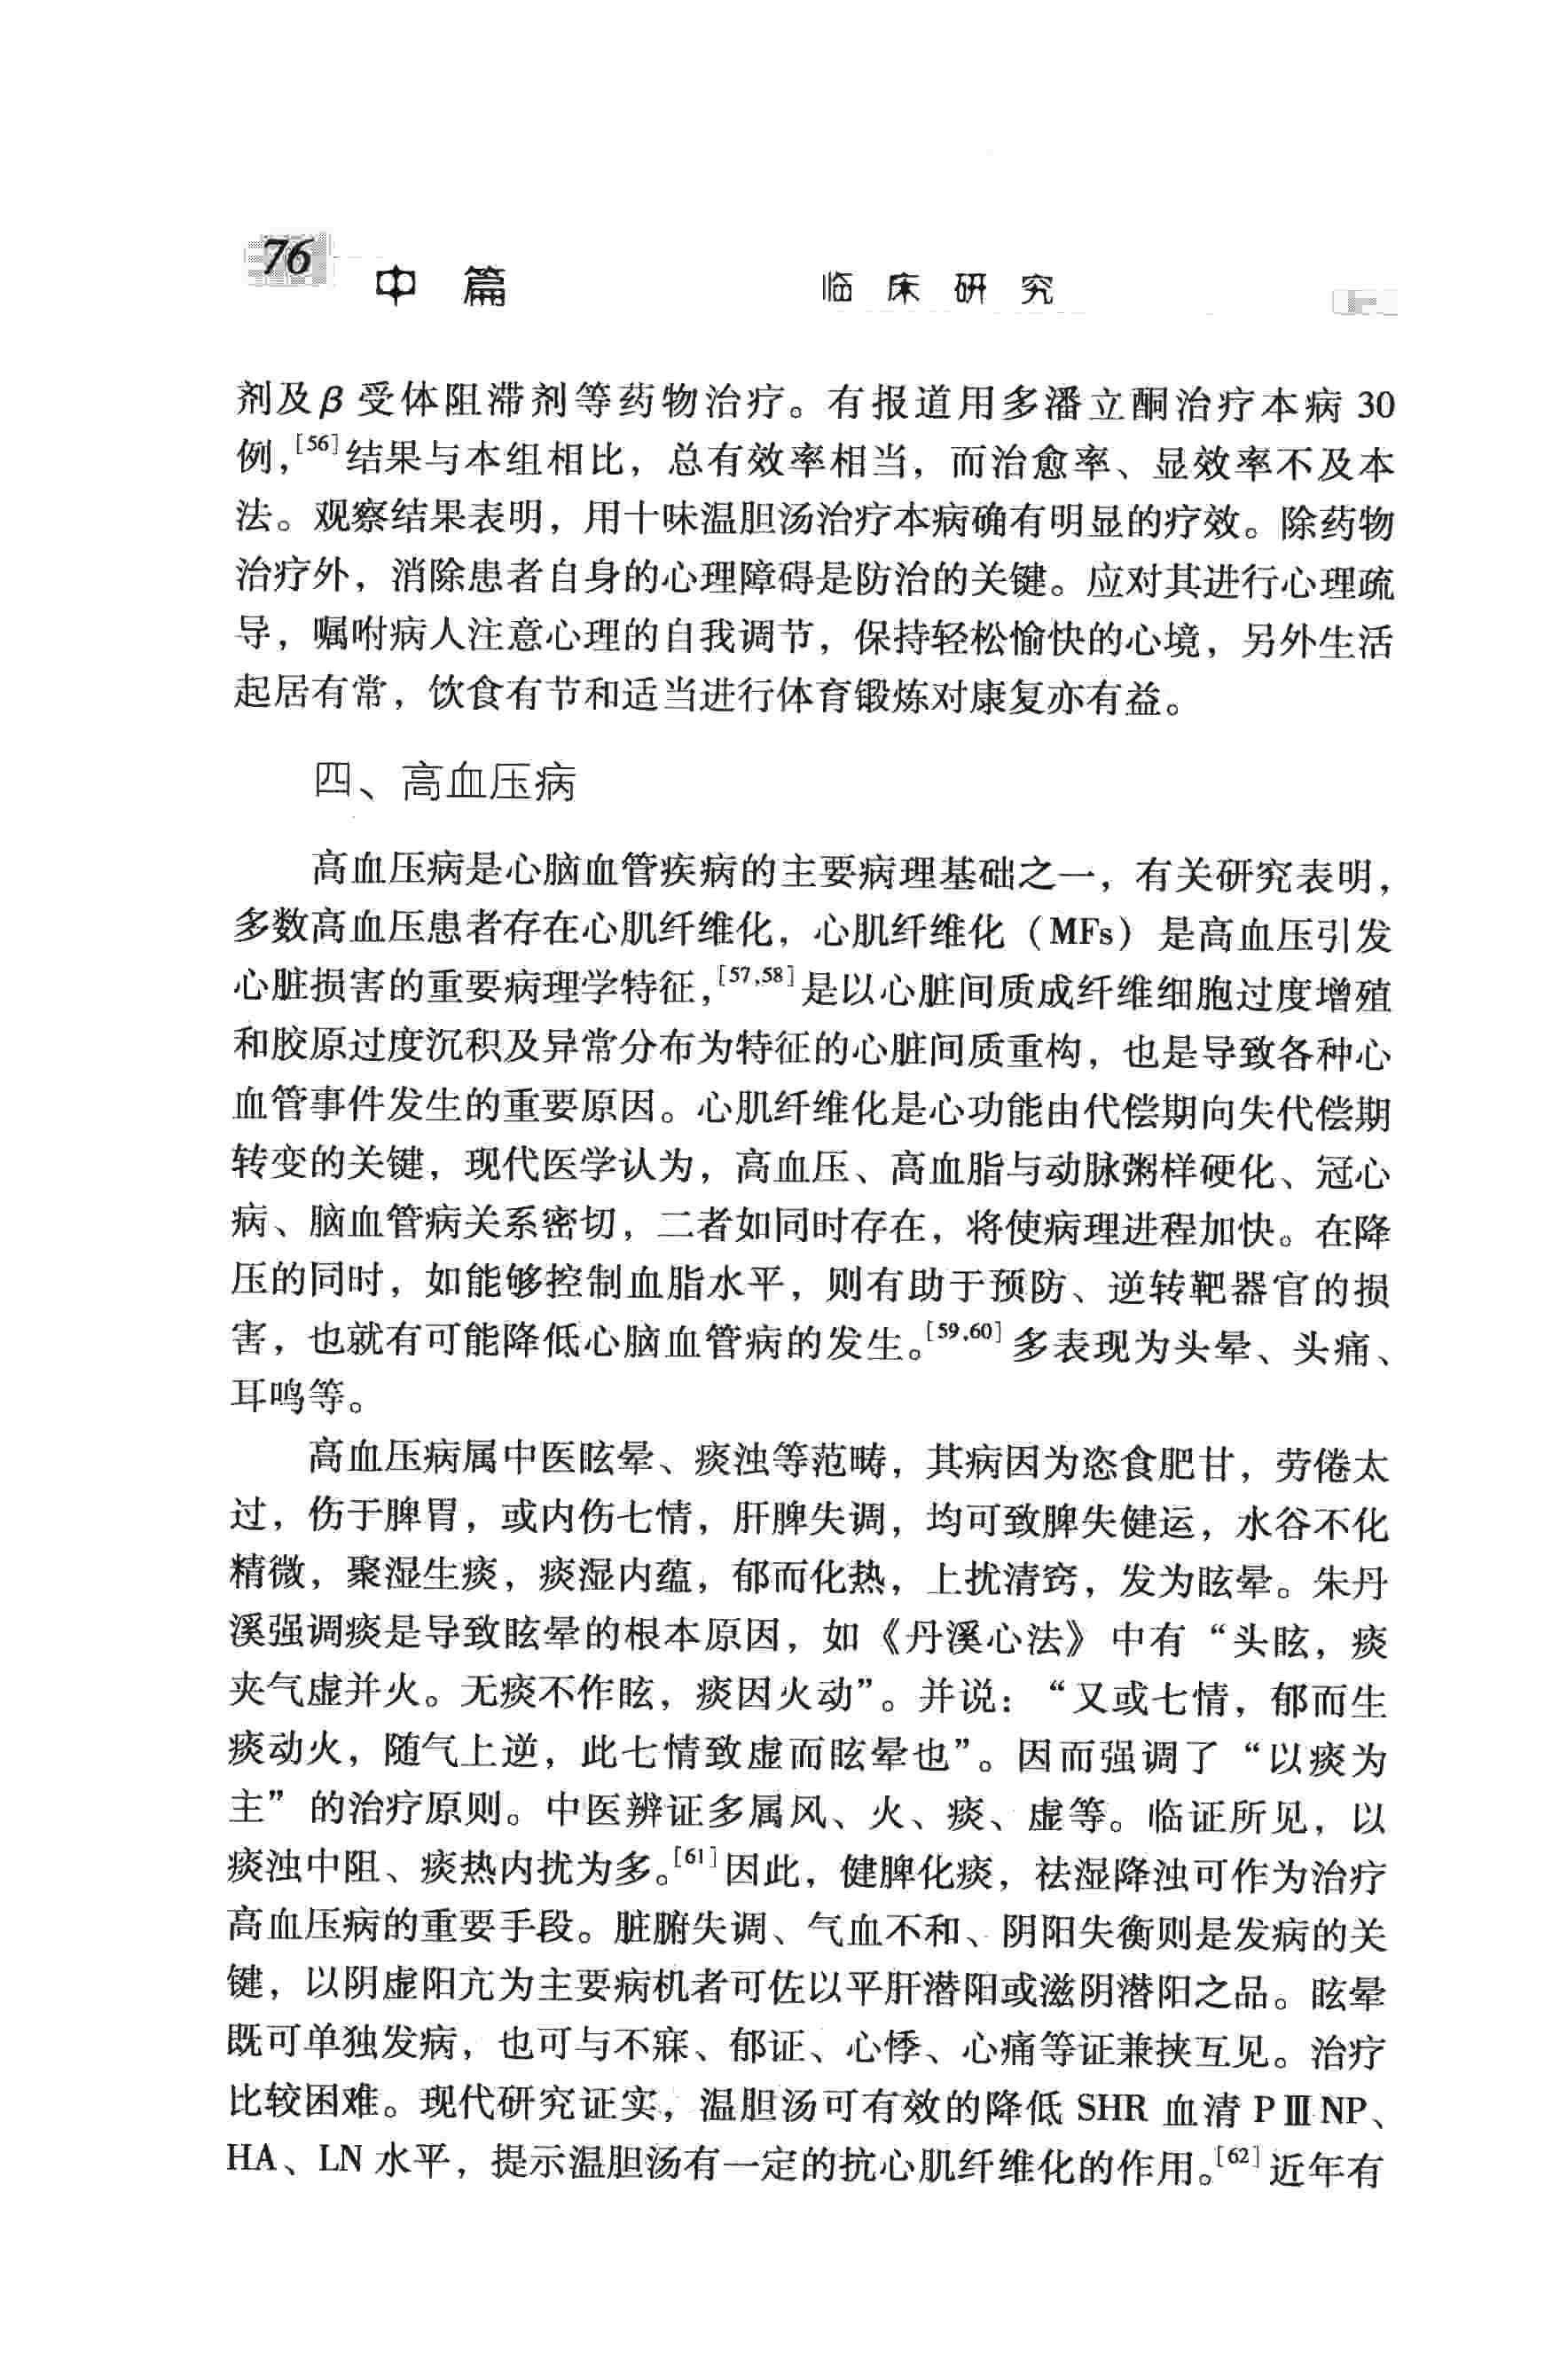 76
中 篇 临 床 研 究
剂及β受体阻滞剂等药物治疗。有报道用多潘立酮治疗本病 30
例，[56]结果与本组相比，总有效率相当，而治愈率、显效率不及本
法。观察结果表明，用十味温胆汤治疗本病确有明显的疗效。除药物
治疗外，消除患者自身的心理障碍是防治的关键。应对其进行心理疏
导，嘱咐病人注意心理的自我调节，保持轻松愉快的心境，另外生活
起居有常，饮食有节和适当进行体育锻炼对康复亦有益。
四、高血压病
高血压病是心脑血管疾病的主要病理基础之一，有关研究表明，
多数高血压患者存在心肌纤维化，心肌纤维化（MFs）是高血压引发
心脏损害的重要病理学特征，[57,58]是以心脏间质成纤维细胞过度增殖
和胶原过度沉积及异常分布为特征的心脏间质重构，也是导致各种心
血管事件发生的重要原因。心肌纤维化是心功能由代偿期向失代偿期
转变的关键，现代医学认为，高血压、高血脂与动脉粥样硬化、冠心
病、脑血管病关系密切，二者如同时存在，将使病理进程加快。在降
压的同时，如能够控制血脂水平，则有助于预防、逆转靶器官的损
害，也就有可能降低心脑血管病的发生。[59,60]多表现为头晕、头痛、
耳鸣等。
高血压病属中医眩晕、痰浊等范畴，其病因为恣食肥甘，劳倦太
过，伤于脾胃，或内伤七情，肝脾失调，均可致脾失健运，水谷不化
精微，聚湿生痰，痰湿内蕴，郁而化热，上扰清窍，发为眩晕。朱丹
溪强调痰是导致眩晕的根本原因，如《丹溪心法》中有“头眩，痰
夹气虚并火。无痰不作眩，痰因火动”。并说：“又或七情，郁而生
痰动火，随气上逆，此七情致虚而眩晕也”。因而强调了“以痰为
主”的治疗原则。中医辨证多属风、火、痰、虚等。临证所见，以
痰浊中阻、痰热内扰为多。[61]因此，健脾化痰，祛湿降浊可作为治疗
高血压病的重要手段。脏腑失调、气血不和、阴阳失衡则是发病的关
键，以阴虚阳亢为主要病机者可佐以平肝潜阳或滋阴潜阳之品。眩晕
既可单独发病，也可与不寐、郁证、心悸、心痛等证兼挟互见。治疗
比较困难。现代研究证实，温胆汤可有效的降低 SHR 血清 PⅢNP、
HA、LN 水平，提示温胆汤有一定的抗心肌纤维化的作用。[62]近年有